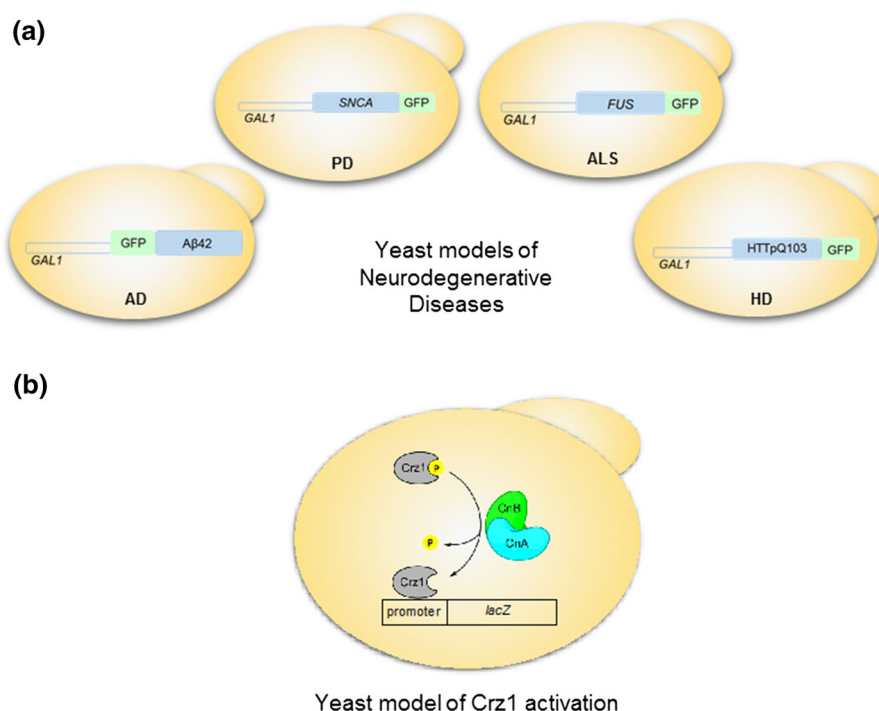 (a)
GAL1
SNCA
GFP
PD
GAL1
FUS
GFP
ALS
GAL1
GFP
Aβ42
AD
Yeast models of
Neurodegenerative
Diseases
GAL1
HTTpQ103
GFP
HD
(b)
Crz1
P
CnB
CnA
P
Crz1
promoter
lacZ
Yeast model of Crz1 activation